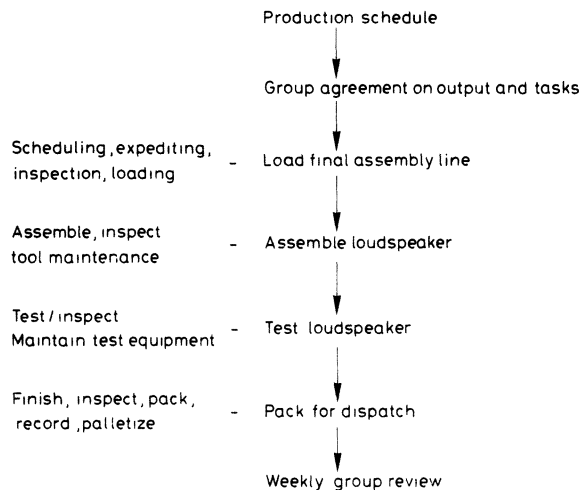 Production schedule
Group agreement on output and tasks
Scheduling, expediting,
inspection, loading
- Load final assembly line
Assemble, inspect
tool maintenance
- Assemble loudspeaker
Test / inspect
Maintain test equipment
- Test loudspeaker
Finish, inspect, pack,
record, palletize
- Pack for dispatch
Weekly group review